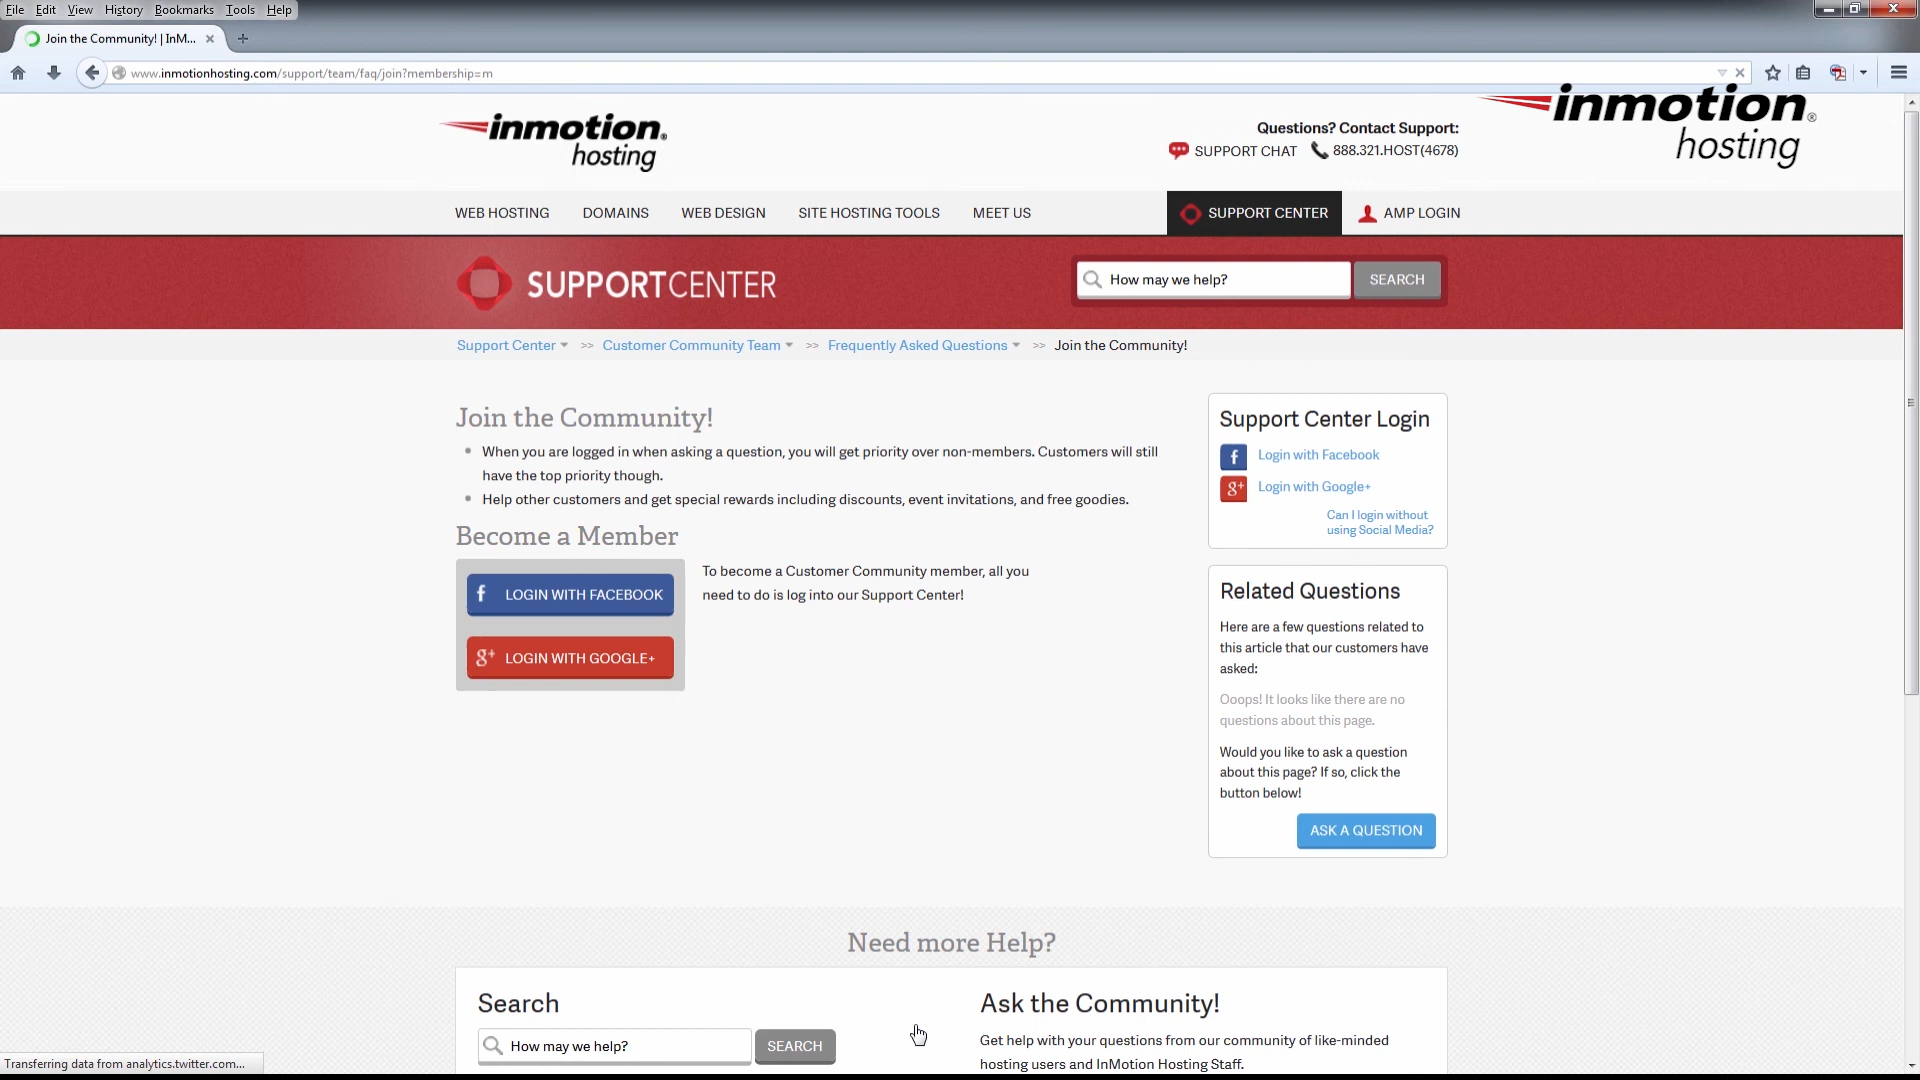 File Edit View History Bookmarks Tools Help
Join the Community! | InM...
www.inmotionhosting.com/support/team/faq/join?membership=m
inmotion®
hosting
Questions? Contact Support:
SUPPORT CHAT 888.321.HOST(4678)
inmotion®
hosting
WEB HOSTING DOMAINS WEB DESIGN SITE HOSTING TOOLS MEET US SUPPORT CENTER AMP LOGIN
SUPPORTCENTER
How may we help? SEARCH
Support Center >> Customer Community Team >> Frequently Asked Questions >> Join the Community!
Join the Community!
• When you are logged in when asking a question, you will get priority over non-members. Customers will still
have the top priority though.
• Help other customers and get special rewards including discounts, event invitations, and free goodies.
Become a Member
f LOGIN WITH FACEBOOK
g+ LOGIN WITH GOOGLE+
To become a Customer Community member, all you
need to do is log into our Support Center!
Support Center Login
f Login with Facebook
g+ Login with Google+
Can I login without
using Social Media?
Related Questions
Here are a few questions related to
this article that our customers have
asked:
Ooops! It looks like there are no
questions about this page.
Would you like to ask a question
about this page? If so, click the
button below!
ASK A QUESTION
Need more Help?
Search
How may we help? SEARCH
Ask the Community!
Get help with your questions from our community of like-minded
hosting users and InMotion Hosting Staff.
Transferring data from analytics.twitter.com...